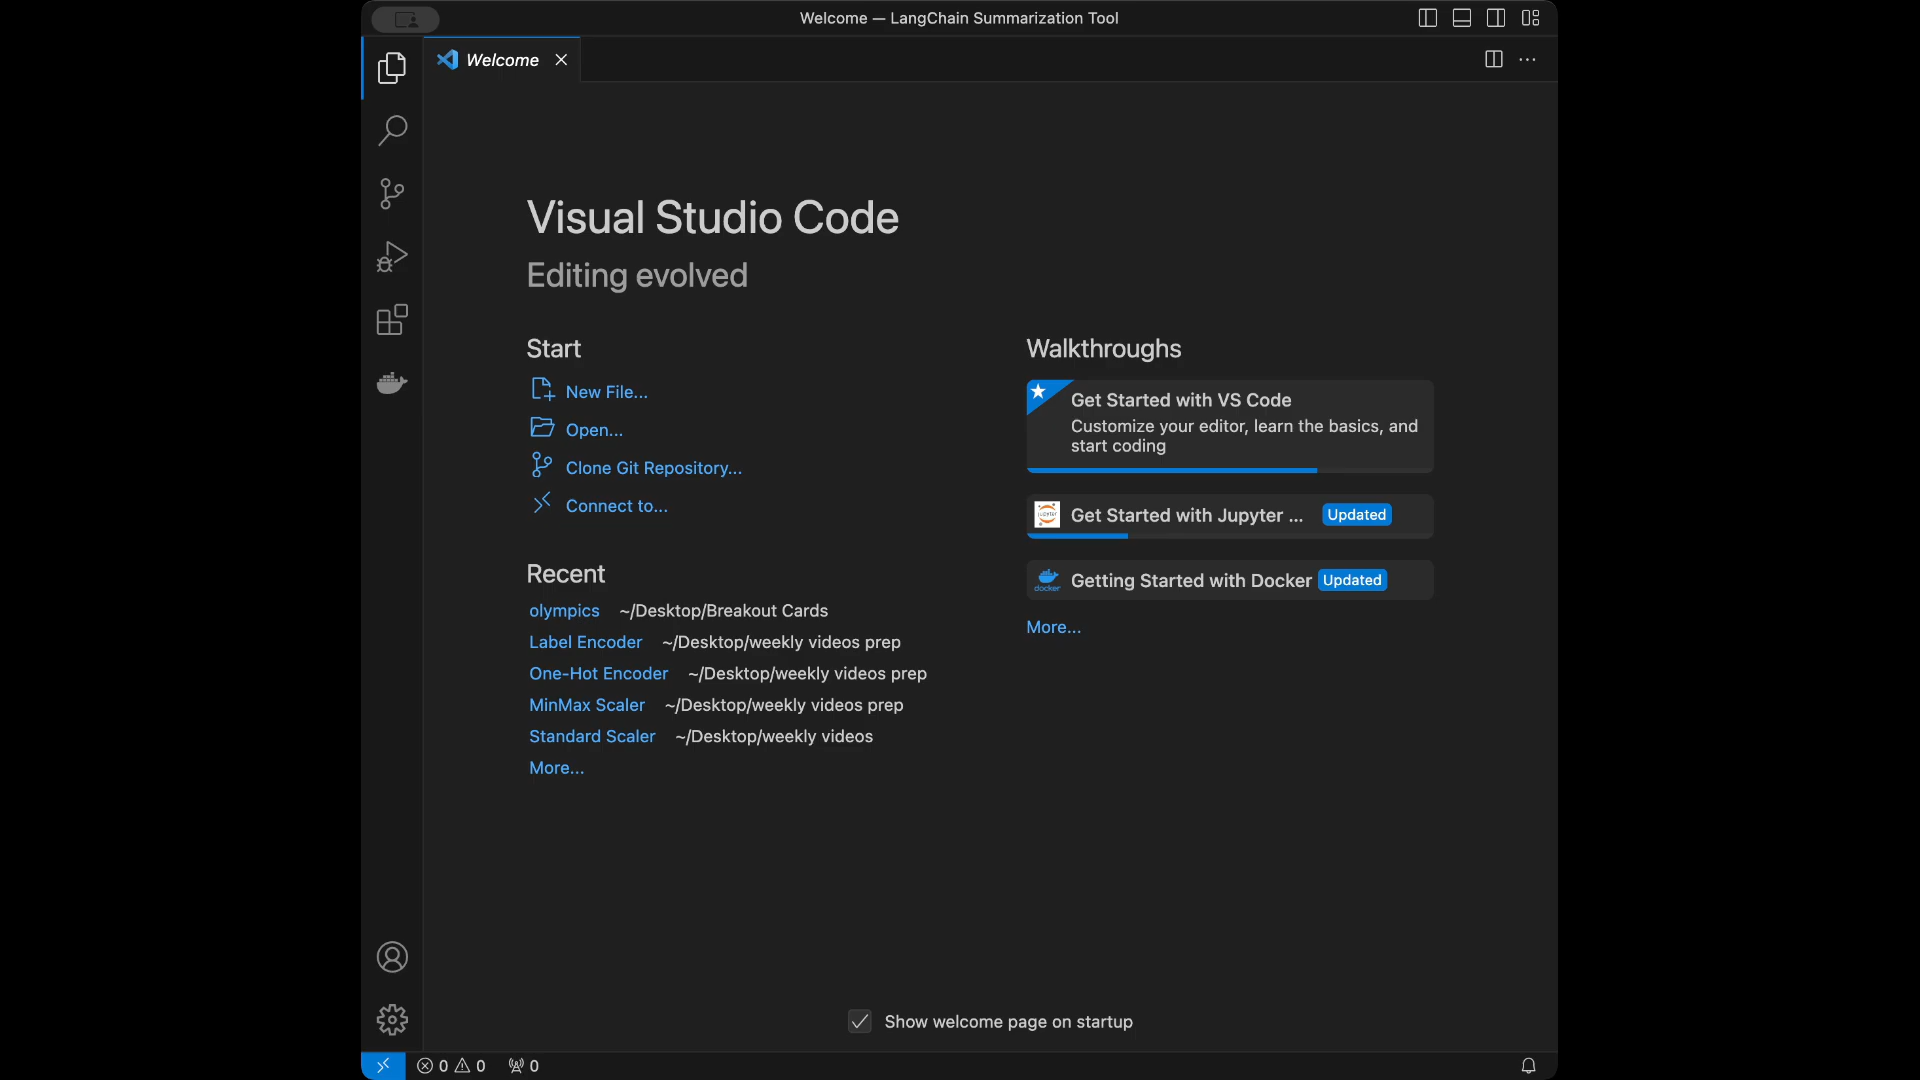 Welcome — LangChain Summarization Tool
Welcome
Visual Studio Code
Editing evolved
Start
New File...
Open...
Clone Git Repository...
Connect to...
Recent
olympics ~/Desktop/Breakout Cards
Label Encoder ~/Desktop/weekly videos prep
One-Hot Encoder ~/Desktop/weekly videos prep
MinMax Scaler ~/Desktop/weekly videos prep
Standard Scaler ~/Desktop/weekly videos
More...
Walkthroughs
Get Started with VS Code
Customize your editor, learn the basics, and
start coding
Get Started with Jupyter ... Updated
docker
Getting Started with Docker Updated
More...
Show welcome page on startup
0 0 0